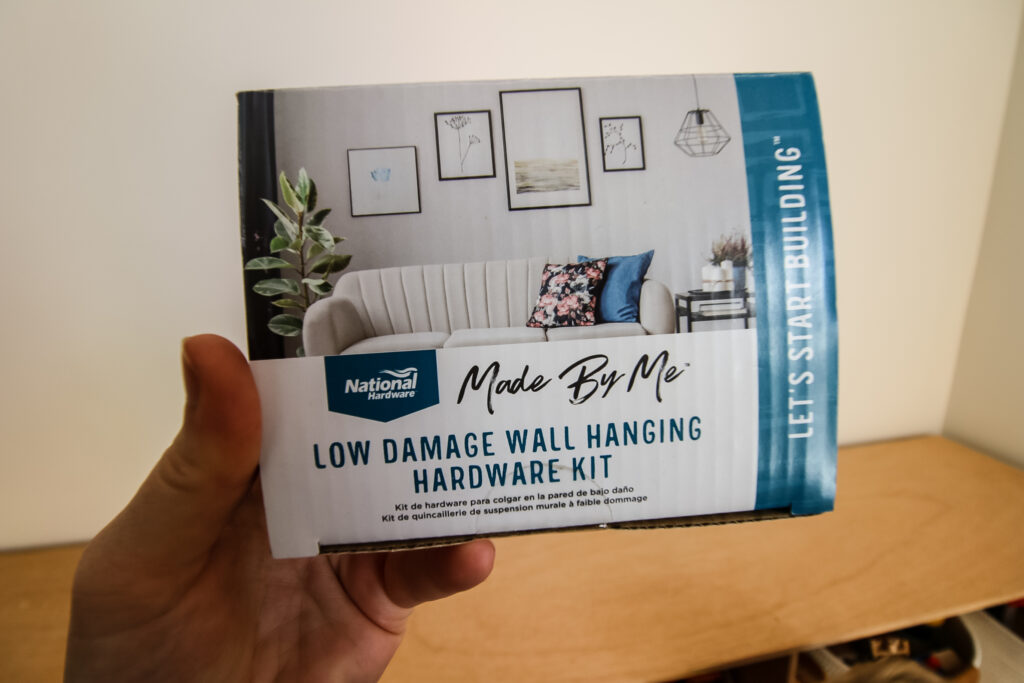 National
Hardware
Made By Me™
LOW DAMAGE WALL HANGING
HARDWARE KIT
Kit de hardware para colgar en la pared de bajo daño
Kit de quincaillerie de suspension murale à faible dommage
LET'S START BUILDING™